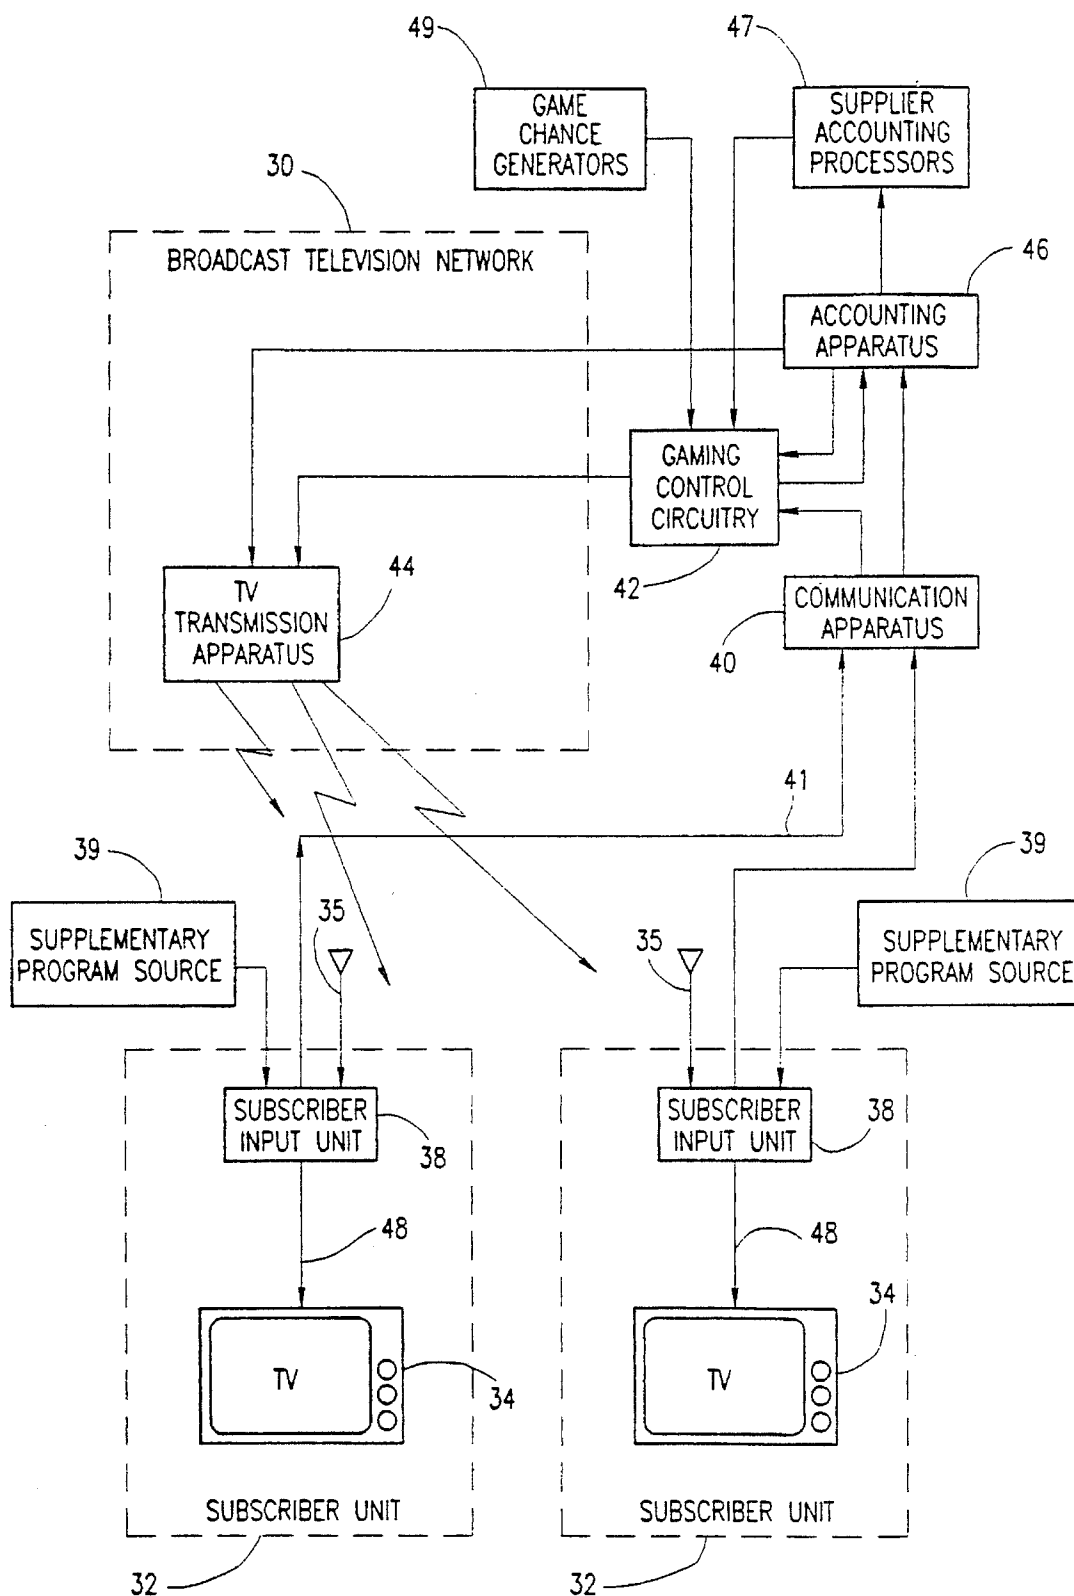 49
47
GAME
CHANCE
GENERATORS
SUPPLIER
ACCOUNTING
PROCESSORS
30
BROADCAST TELEVISION NETWORK
46
ACCOUNTING
APPARATUS
GAMING
CONTROL
CIRCUITRY
42
TV
TRANSMISSION
APPARATUS
44
COMMUNICATION
APPARATUS
40
41
39
SUPPLEMENTARY
PROGRAM SOURCE
35
35
39
SUPPLEMENTARY
PROGRAM SOURCE
SUBSCRIBER
INPUT UNIT
38
SUBSCRIBER
INPUT UNIT
38
48
48
TV
34
TV
34
SUBSCRIBER UNIT
SUBSCRIBER UNIT
32
32